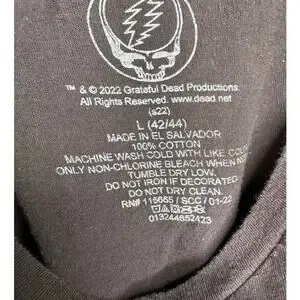 ™ & © 2022 Grateful Dead Productions.
All Rights Reserved. www.dead.net
(s22)
L (42/44)
MADE IN EL SALVADOR
100% COTTON
MACHINE WASH COLD WITH LIKE
ONLY NON-CHLORINE BLEACH WHEN
TUMBLE DRY LOW.
DO NOT IRON IF DECORATED
DO NOT DRY CLEAN.
RN# 115665 / SCC / 01-22
013244652423